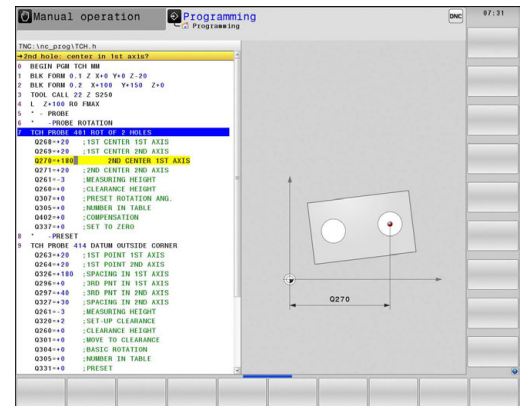 Manual operation
Programming
Programming
DNC
07:31
TNC:\nc_prog\TCH.h
→2nd hole: center in 1st axis?
0 BEGIN PGM TCH MM
1 BLK FORM 0.1 Z X+0 Y+0 Z-20
2 BLK FORM 0.2 X+100 Y+150 Z+0
3 TOOL CALL 22 Z S250
4 L Z+100 R0 FMAX
5 * - PROBE
6 * -PROBE ROTATION
7 TCH PROBE 401 ROT OF 2 HOLES
Q268=+20 ;1ST CENTER 1ST AXIS
Q269=+20 ;1ST CENTER 2ND AXIS
Q270=+180 2ND CENTER 1ST AXIS
Q271=+20 ;2ND CENTER 2ND AXIS
Q261=-3 ;MEASURING HEIGHT
Q260=+0 ;CLEARANCE HEIGHT
Q307=+0 ;PRESET ROTATION ANG.
Q305=+0 ;NUMBER IN TABLE
Q402=+0 ;COMPENSATION
Q337=+0 ;SET TO ZERO
8 * -PRESET
9 TCH PROBE 414 DATUM OUTSIDE CORNER
Q263=+20 ;1ST POINT 1ST AXIS
Q264=+20 ;1ST POINT 2ND AXIS
Q326=+180 ;SPACING IN 1ST AXIS
Q296=+0 ;3RD PNT IN 1ST AXIS
Q297=+40 ;3RD PNT IN 2ND AXIS
Q327=+30 ;SPACING IN 2ND AXIS
Q261=-3 ;MEASURING HEIGHT
Q320=+2 ;SET-UP CLEARANCE
Q260=+0 ;CLEARANCE HEIGHT
Q301=+0 ;MOVE TO CLEARANCE
Q304=+0 ;BASIC ROTATION
Q305=+0 ;NUMBER IN TABLE
Q331=+0 ;PRESET
Q270